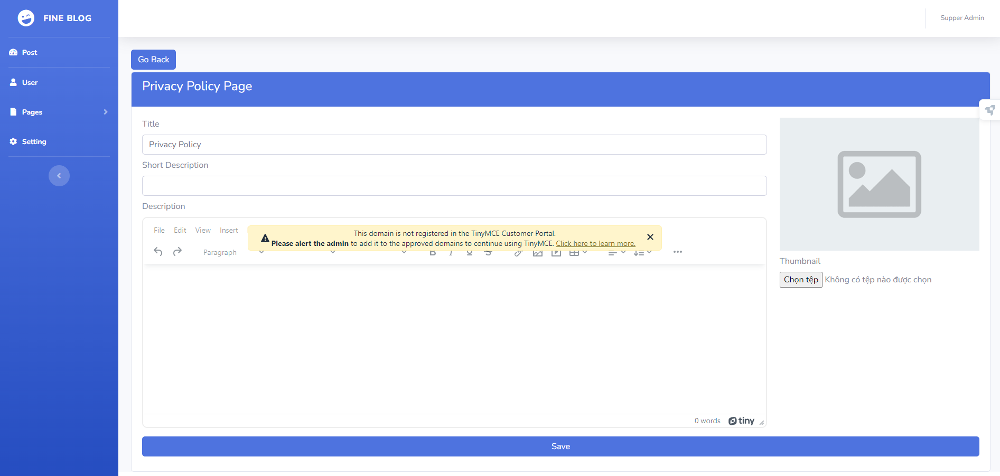 FINE BLOG
Supper Admin
Post
User
Pages
Setting
Go Back
Privacy Policy Page
Title
Privacy Policy
Short Description
Description
File Edit View Insert
This domain is not registered in the TinyMCE Customer Portal.
Please alert the admin to add it to the approved domains to continue using TinyMCE. Click here to learn more.
Paragraph
B I U S
0 words tiny
Thumbnail
Chọn tệp Không có tệp nào được chọn
Save